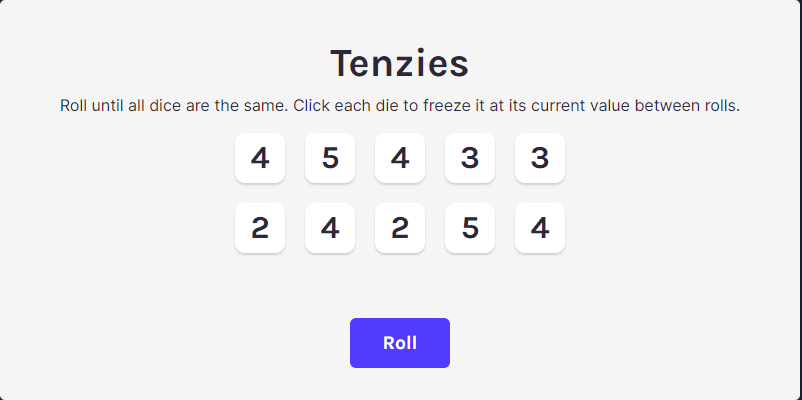 Tenzies
Roll until all dice are the same. Click each die to freeze it at its current value between rolls.
4 5 4 3 3
2 4 2 5 4
Roll